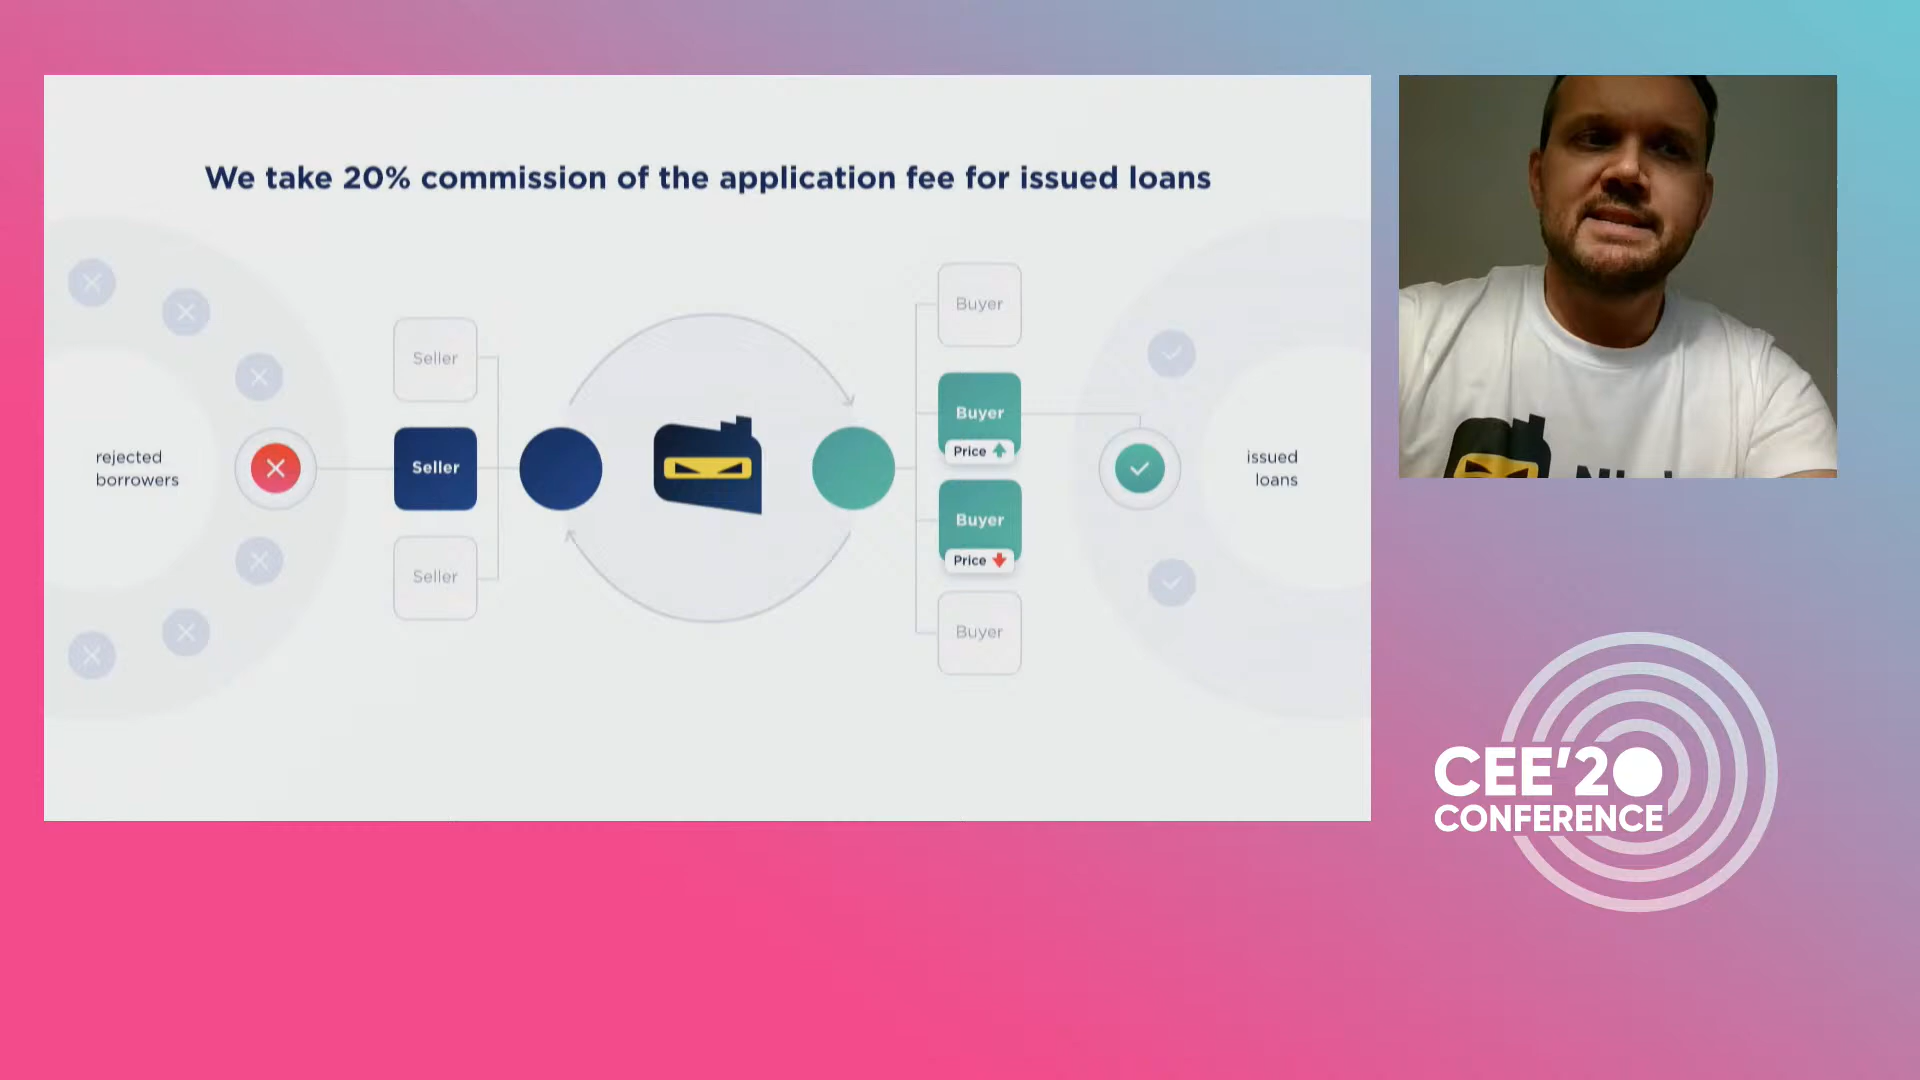 We take 20% commission of the application fee for issued loans
rejected
borrowers
Seller
Seller
Seller
Buyer
Buyer
Price
Buyer
Price
Buyer
issued
loans
CEE'20
CONFERENCE